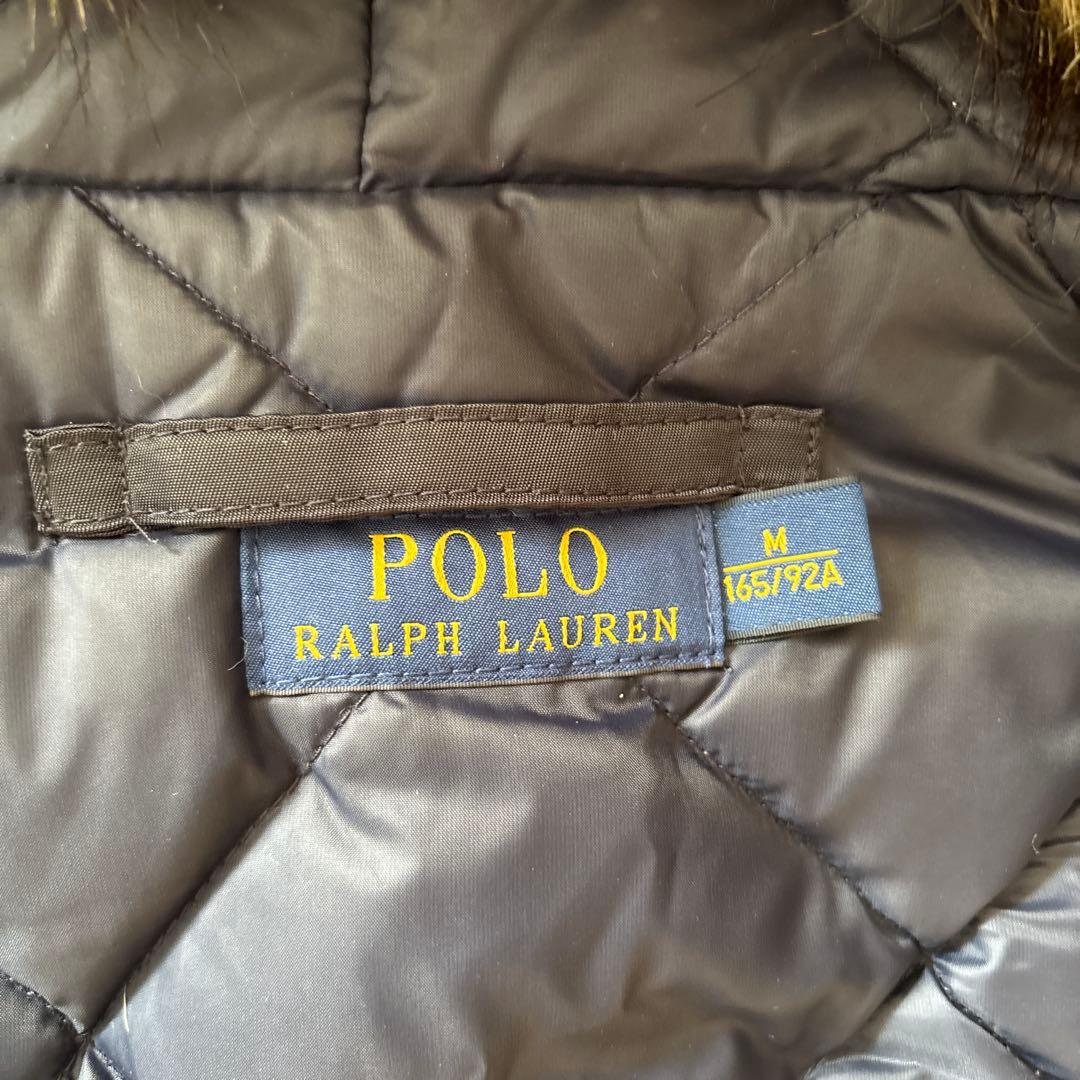 POLO
RALPH LAUREN
M
165/92A